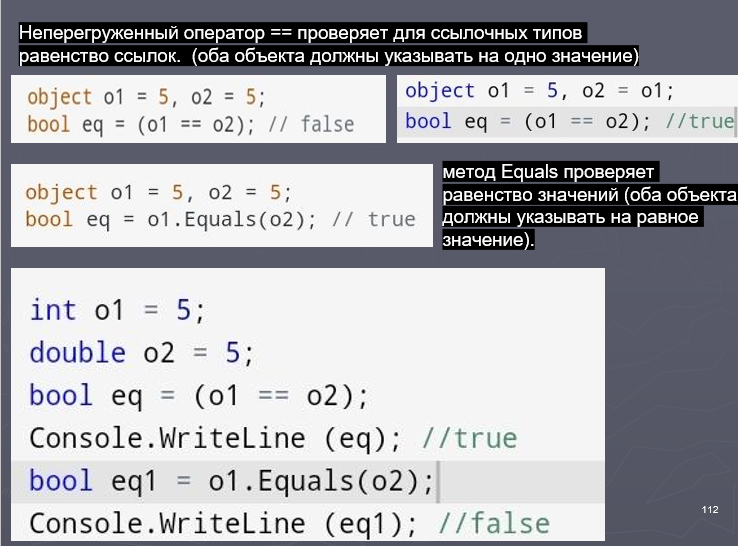 Неперегруженный оператор == проверяет для ссылочных типов
равенство ссылок. (оба объекта должны указывать на одно значение)
object o1 = 5, o2 = 5;
bool eq = (o1 == o2); // false
object o1 = 5, o2 = o1;
bool eq = (o1 == o2); //true
object o1 = 5, o2 = 5;
bool eq = o1.Equals(o2); // true
метод Equals проверяет
равенство значений (оба объекта
должны указывать на равное
значение).
int o1 = 5;
double o2 = 5;
bool eq = (o1 == o2);
Console.WriteLine (eq); //true
bool eq1 = o1.Equals(o2);
Console.WriteLine (eq1); //false
112